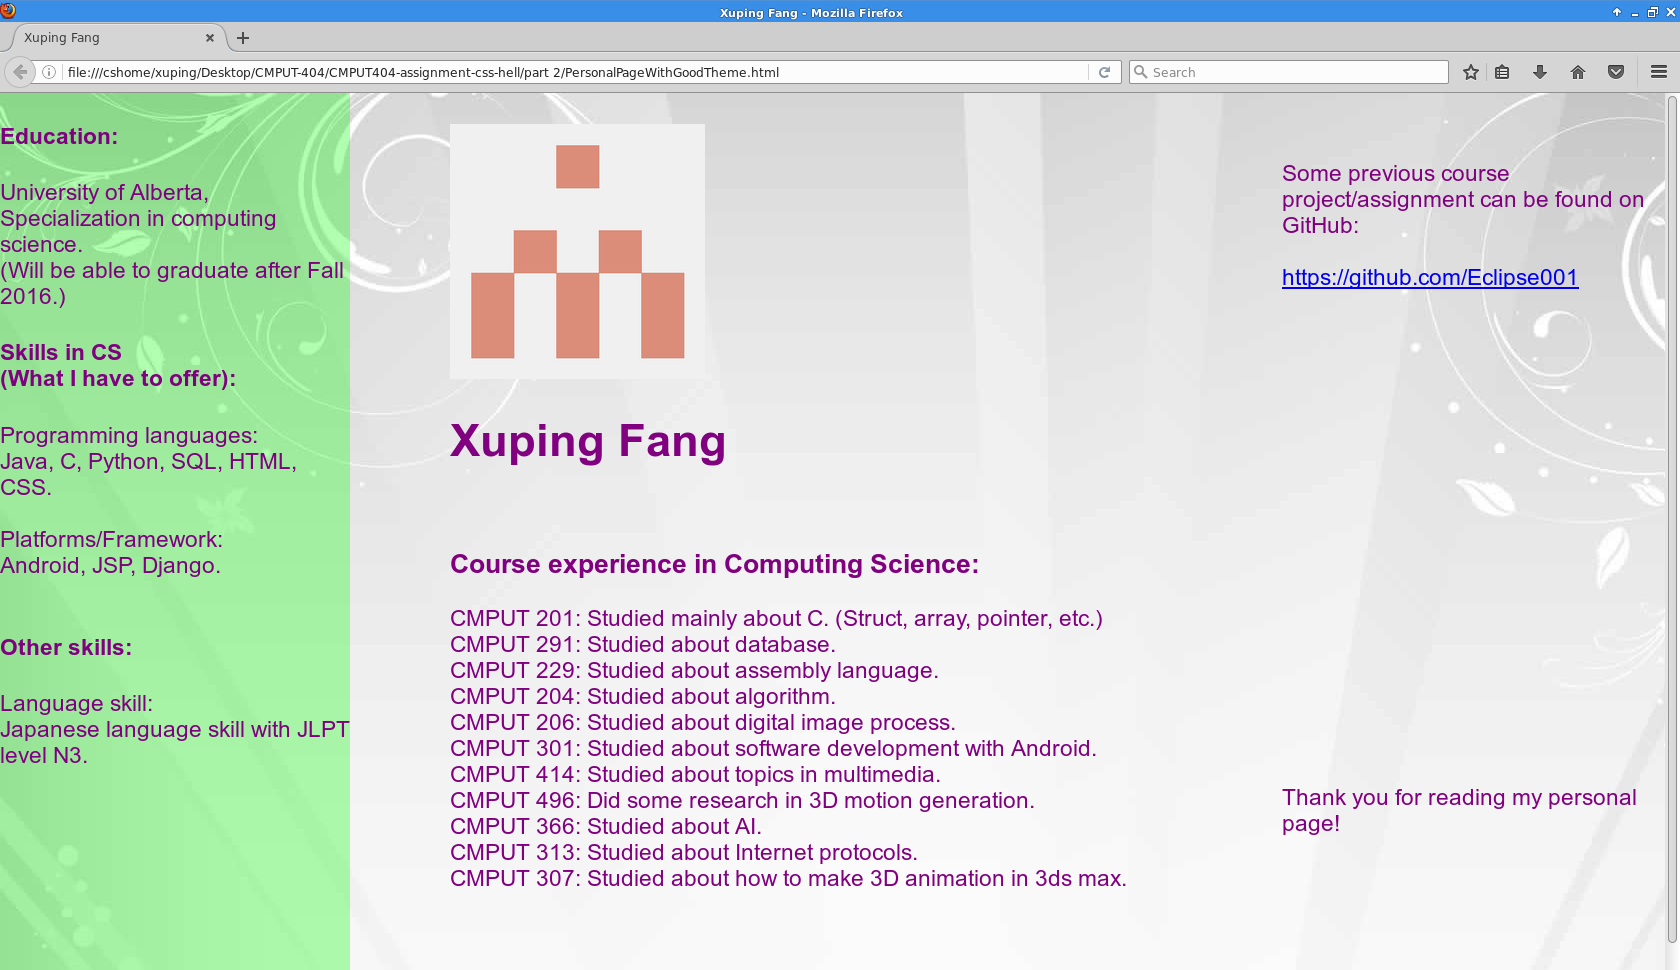 Xuping Fang - Mozilla Firefox
Xuping Fang
file:///cshome/xuping/Desktop/CMPUT-404/CMPUT404-assignment-css-hell/part 2/PersonalPageWithGoodTheme.html
Search
Education:
University of Alberta,
Specialization in computing
science.
(Will be able to graduate after Fall
2016.)
Skills in CS
(What I have to offer):
Programming languages:
Java, C, Python, SQL, HTML,
CSS.
Platforms/Framework:
Android, JSP, Django.
Other skills:
Language skill:
Japanese language skill with JLPT
level N3.
Xuping Fang
Course experience in Computing Science:
CMPUT 201: Studied mainly about C. (Struct, array, pointer, etc.)
CMPUT 291: Studied about database.
CMPUT 229: Studied about assembly language.
CMPUT 204: Studied about algorithm.
CMPUT 206: Studied about digital image process.
CMPUT 301: Studied about software development with Android.
CMPUT 414: Studied about topics in multimedia.
CMPUT 496: Did some research in 3D motion generation.
CMPUT 366: Studied about AI.
CMPUT 313: Studied about Internet protocols.
CMPUT 307: Studied about how to make 3D animation in 3ds max.
Some previous course
project/assignment can be found on
GitHub:
https://github.com/Eclipse001
Thank you for reading my personal
page!